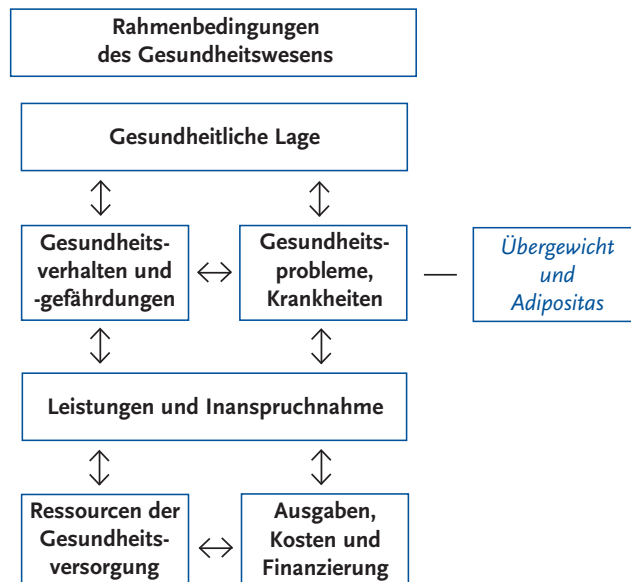 Rahmenbedingungen
des Gesundheitswesens
Gesundheitliche Lage
Gesundheits-
verhalten und
-gefährdungen
Gesundheits-
probleme,
Krankheiten
Übergewicht
und
Adipositas
Leistungen und Inanspruchnahme
Ressourcen der
Gesundheits-
versorgung
Ausgaben,
Kosten und
Finanzierung